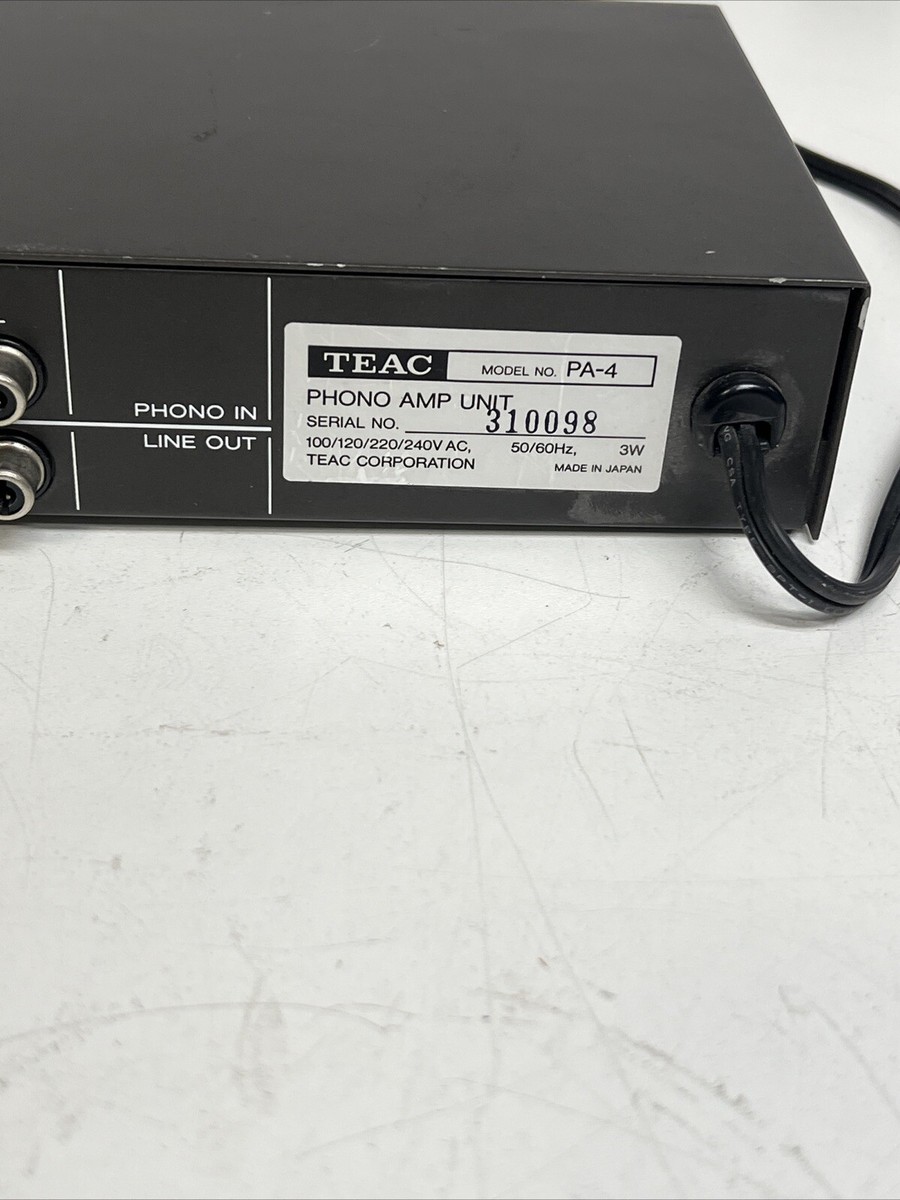 PHONO IN
LINE OUT
TEAC MODEL NO. PA-4
PHONO AMP UNIT
SERIAL NO. 310098
100/120/220/240V AC, 50/60Hz, 3W
TEAC CORPORATION MADE IN JAPAN
CSA